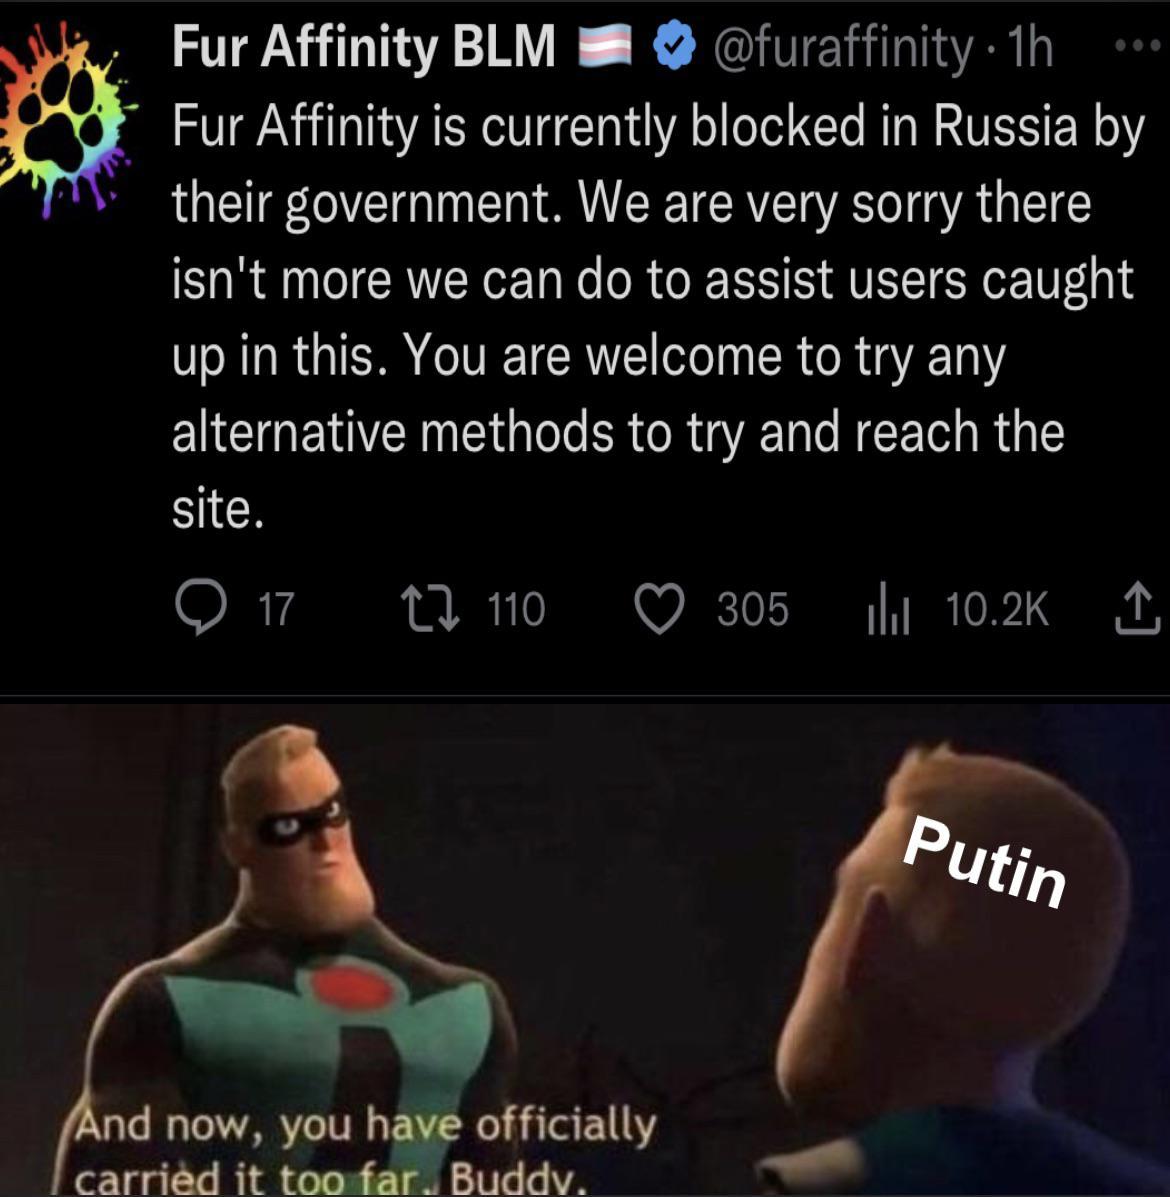 Fur Affinity BLM 🏳️‍⚧️ @furaffinity · 1h
Fur Affinity is currently blocked in Russia by
their government. We are very sorry there
isn't more we can do to assist users caught
up in this. You are welcome to try any
alternative methods to try and reach the
site.
17 110 305 10.2K
Putin
And now, you have officially
carried it too far, Buddy.